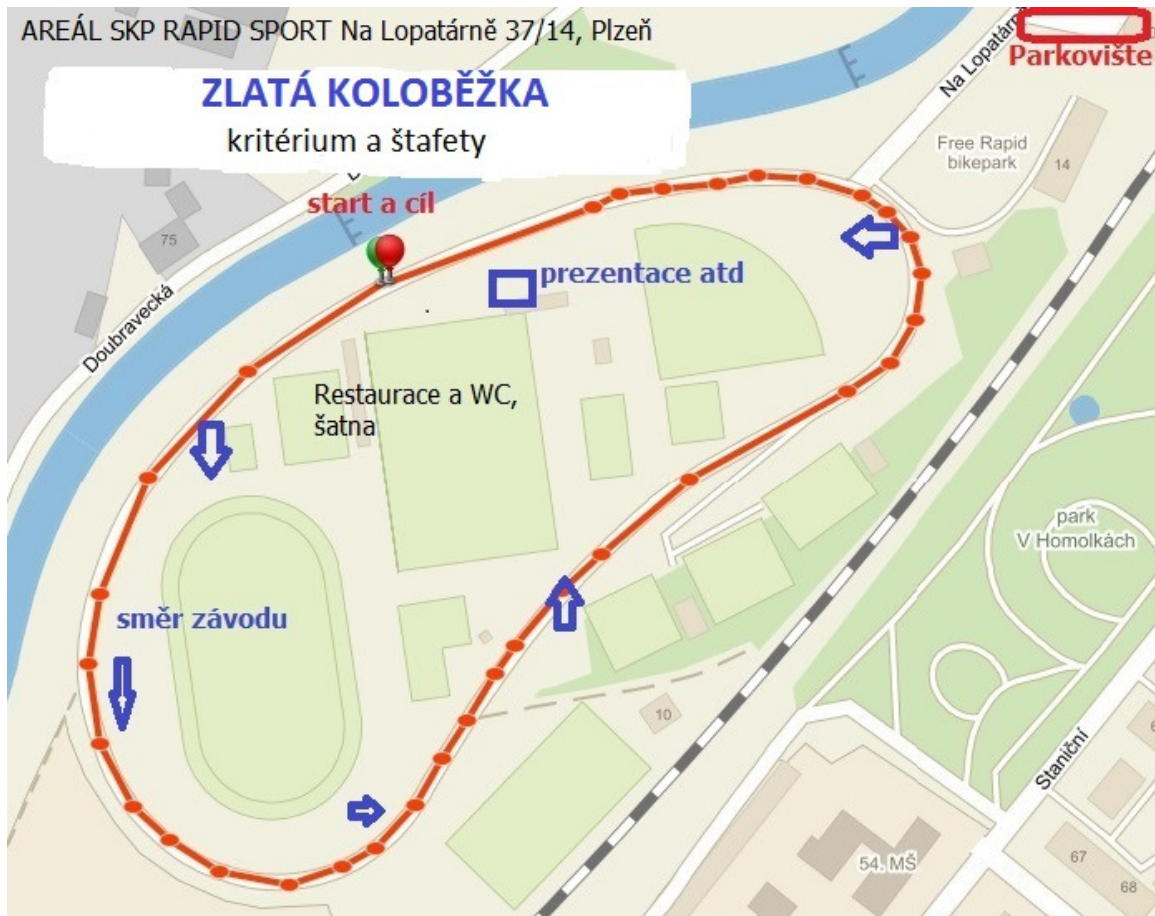 AREÁL SKP RAPID SPORT Na Lopatárně 37/14, Plzeň
ZLATÁ KOLOBĚŽKA
kritérium a štafety
Na Lopatárně
Parkovište
Free Rapid
bikepark
14
start a cíl
75
prezentace atd
Doubravecká
Restaurace a WC,
šatna
park
V Homolkách
směr závodu
10
Staniční
54. MŠ
67
68